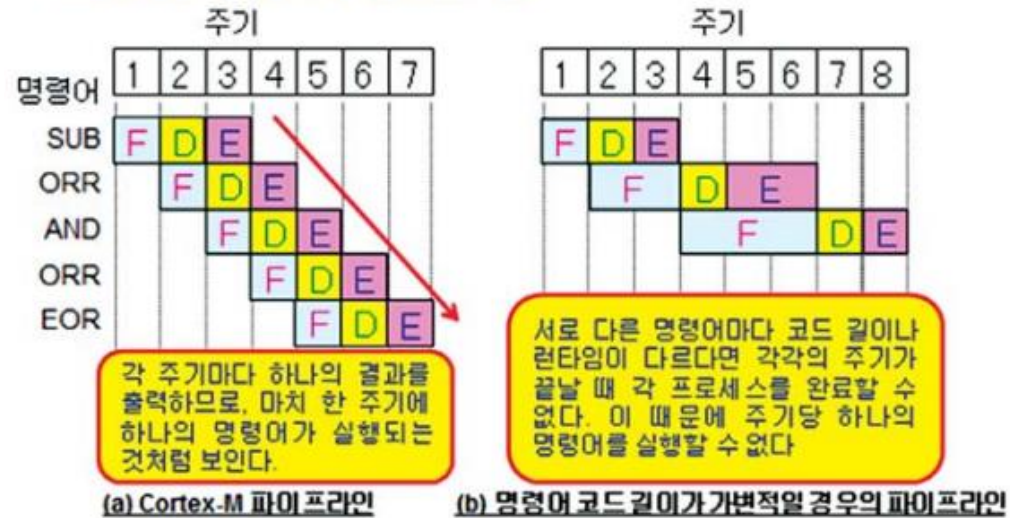 주기
주기
명령어 1 2 3 4 5 6 7
1 2 3 4 5 6 7 8
SUB F D E
ORR F D E
AND F D E
ORR F D E
EOR F D E
F D E
F D E
F D E
각 주기마다 하나의 결과를
출력하므로, 마치 한 주기에
하나의 명령어가 실행되는
것처럼 보인다.
서로 다른 명령어마다 코드 길이나
런타임이 다르다면 각각의 주기가
끝날 때 각 프로세스를 완료할 수
없다. 이 때문에 주기당 하나의
명령어를 실행할 수 없다
(a) Cortex-M 파이프라인
(b) 명령어 코드 길이가 가변적일 경우의 파이프라인